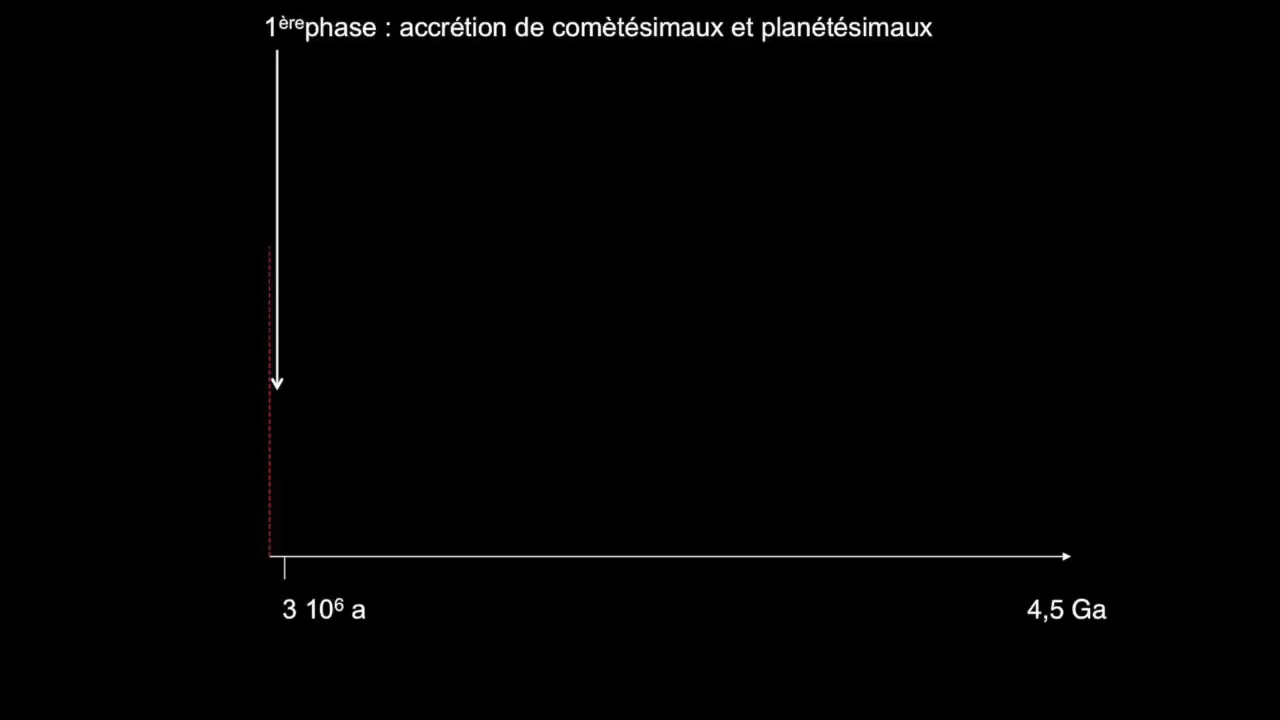 1èrephase : accrétion de comètésimaux et planétésimaux
3 10⁶ a
4,5 Ga